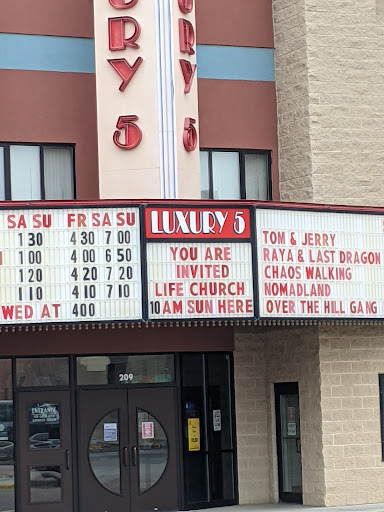 URY
5
URY
5
LUXURY 5
SA SU FR SA SU
1 30 4 30 7 00
1 00 4 00 6 50
1 20 4 20 7 20
1 10 4 10 7 10
WED AT 400
YOU ARE
INVITED
LIFE CHURCH
10 AM SUN HERE
TOM & JERRY
RAYA & LAST DRAGON
CHAOS WALKING
NOMADLAND
OVER THE HILL GANG
209
ENTRANCE